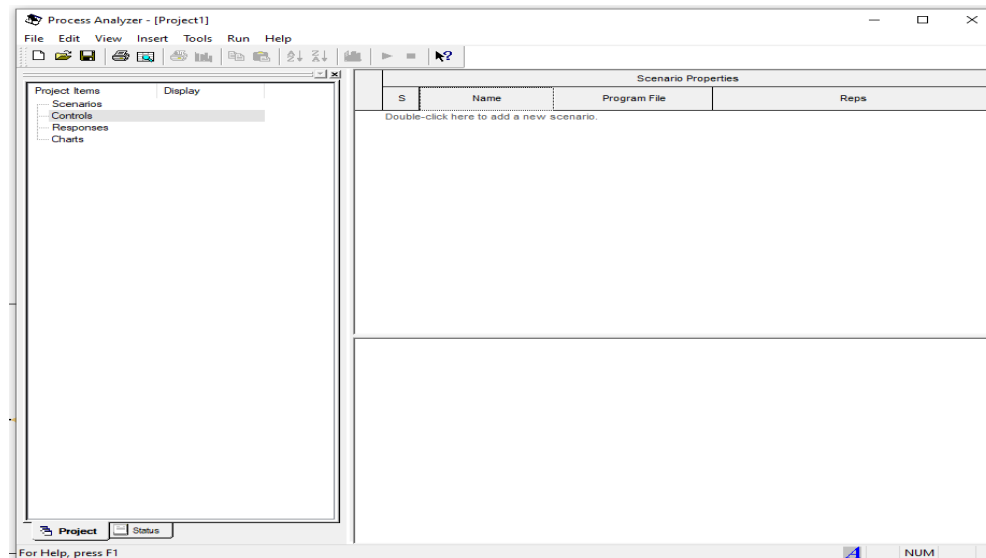 Process Analyzer - [Project1]
File Edit View Insert Tools Run Help
Project Items Display
Scenarios
Controls
Responses
Charts
Scenario Properties
S Name Program File Reps
Double-click here to add a new scenario.
Project Status
For Help, press F1
A NUM